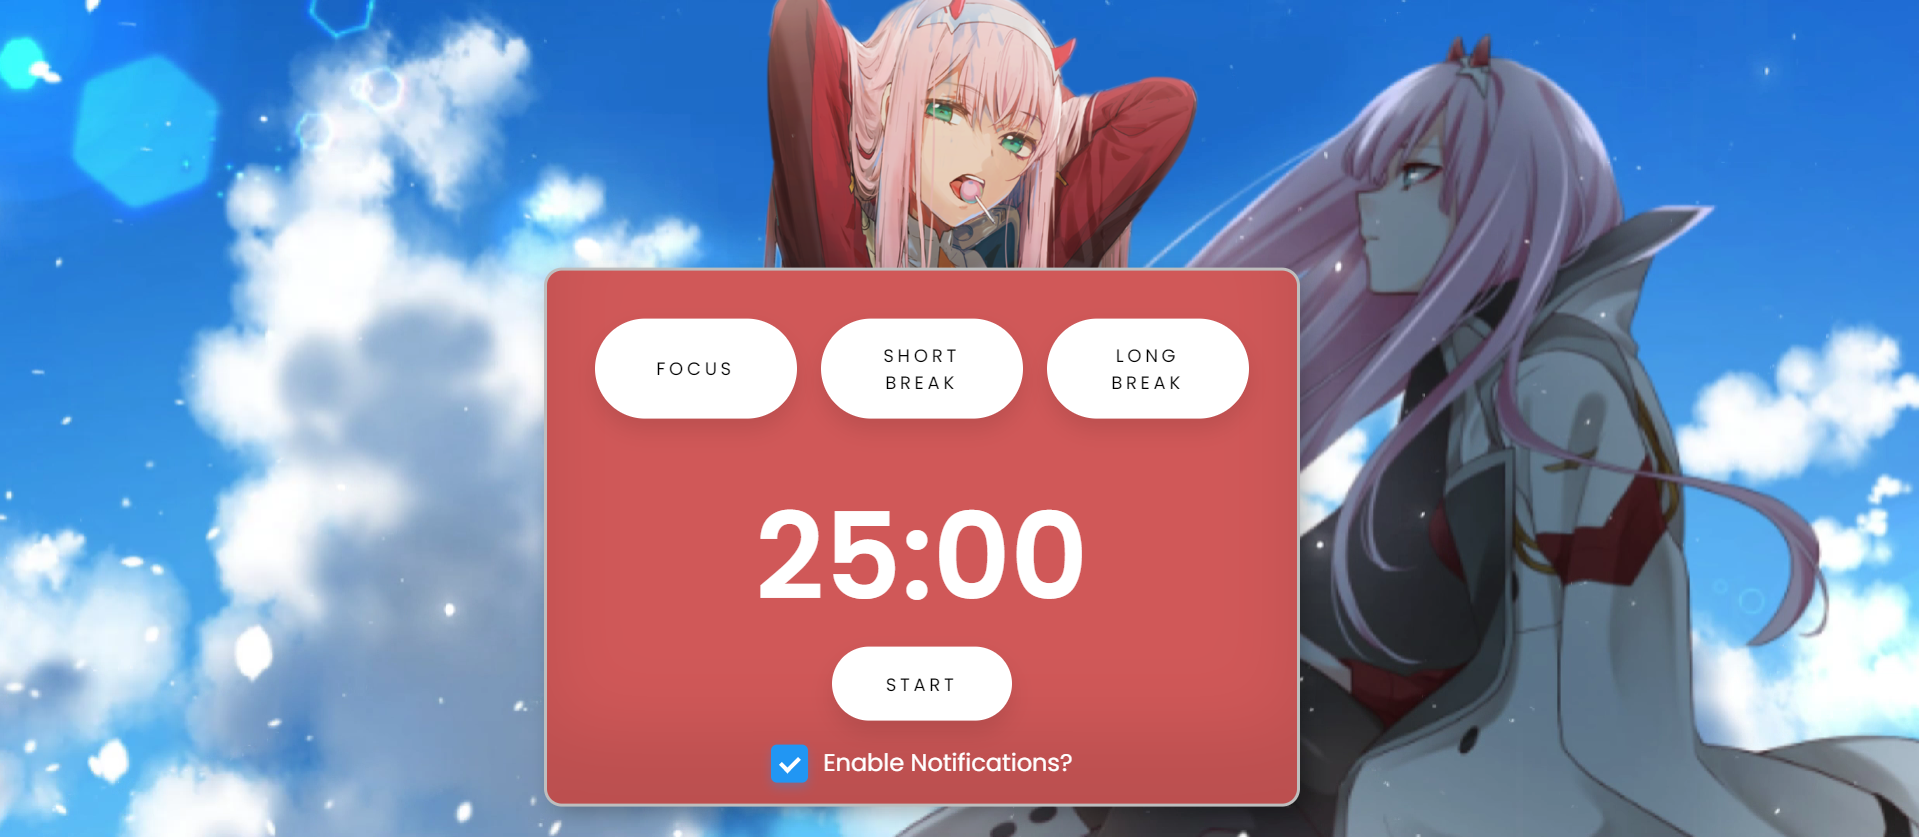 FOCUS
SHORT
BREAK
LONG
BREAK
25:00
START
Enable Notifications?